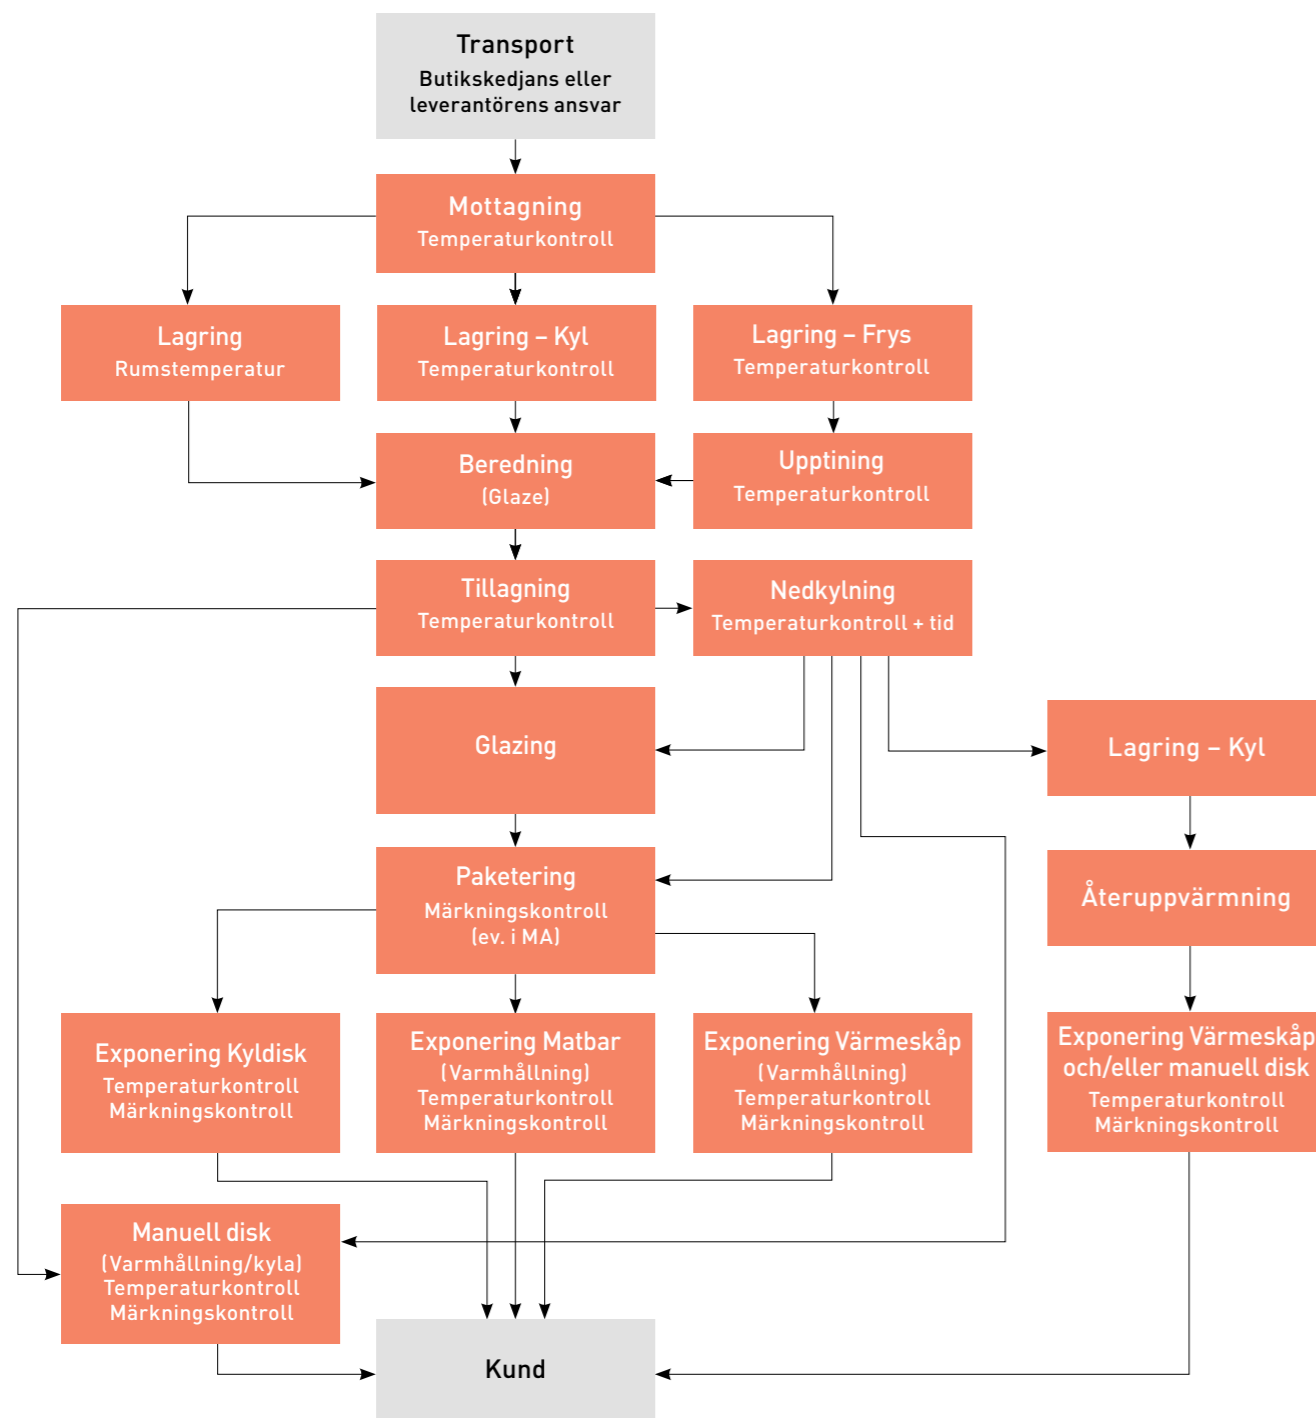 Transport
Butikskedjans eller
leverantörens ansvar
Mottagning
Temperaturkontroll
Lagring
Rumstemperatur
Lagring – Kyl
Temperaturkontroll
Lagring – Frys
Temperaturkontroll
Beredning
(Glaze)
Upptining
Temperaturkontroll
Tillagning
Temperaturkontroll
Nedkylning
Temperaturkontroll + tid
Glazing
Lagring – Kyl
Paketering
Märkningskontroll
(ev. i MA)
Återuppvärmning
Exponering Kyldisk
Temperaturkontroll
Märkningskontroll
Exponering Matbar
(Varmhållning)
Temperaturkontroll
Märkningskontroll
Exponering Värmeskåp
(Varmhållning)
Temperaturkontroll
Märkningskontroll
Exponering Värmeskåp
och/eller manuell disk
Temperaturkontroll
Märkningskontroll
Manuell disk
(Varmhållning/kyla)
Temperaturkontroll
Märkningskontroll
Kund